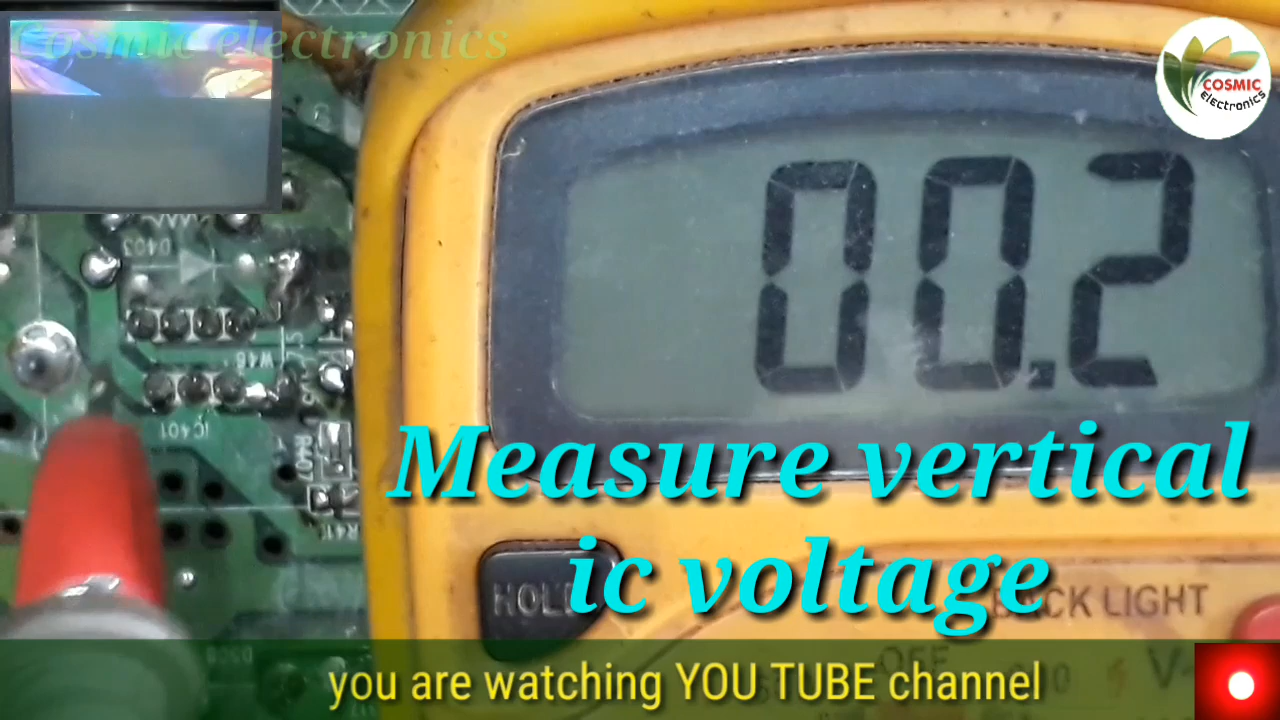 Cosmic electronics
COSMIC
electronics
00.2
D403
W46
IC401
Measure vertical
ic voltage
HOLD
BACK LIGHT
OFF
you are watching YOU TUBE channel